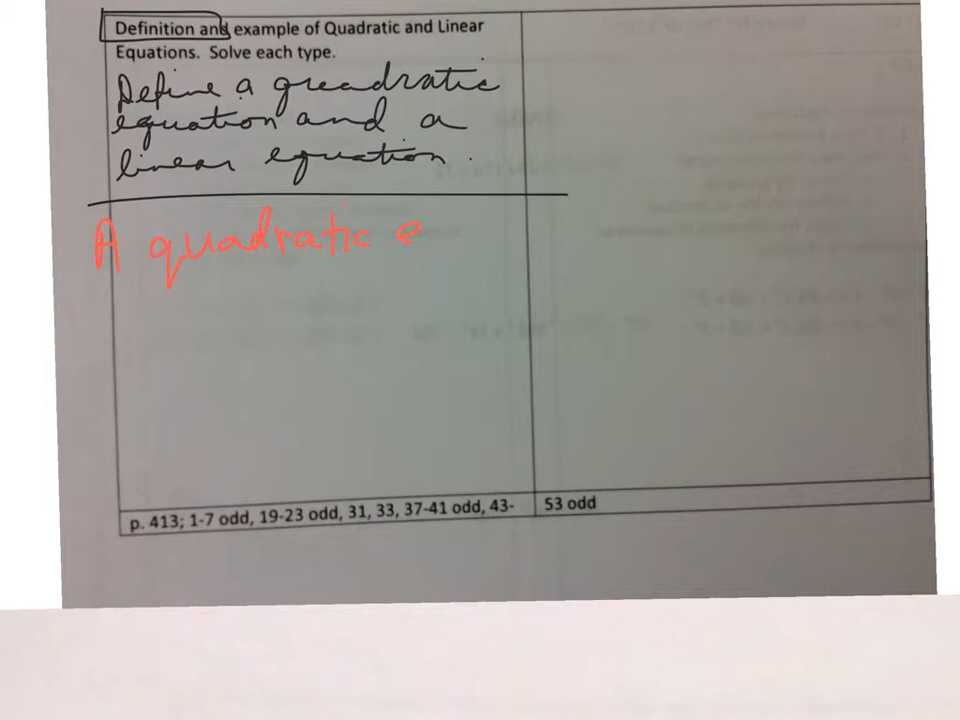 Definition and example of Quadratic and Linear
Equations. Solve each type.
Define a quadratic
equation and a
linear equation.
A quadratic e
p. 413; 1-7 odd, 19-23 odd, 31, 33, 37-41 odd, 43-
53 odd